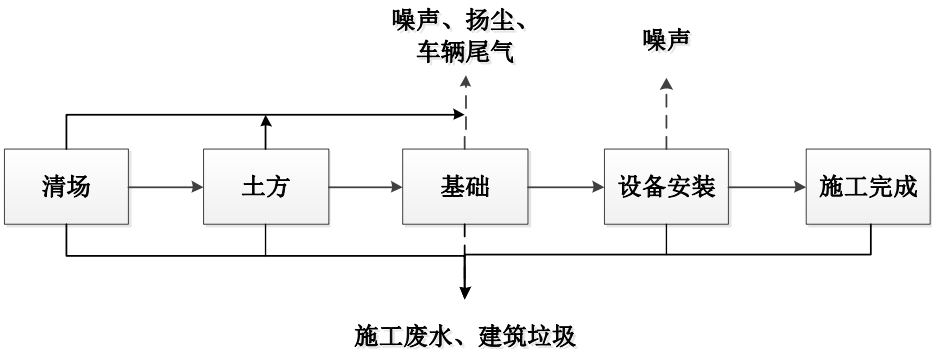 噪声、扬尘、
车辆尾气
噪声
清场
土方
基础
设备安装
施工完成
施工废水、建筑垃圾